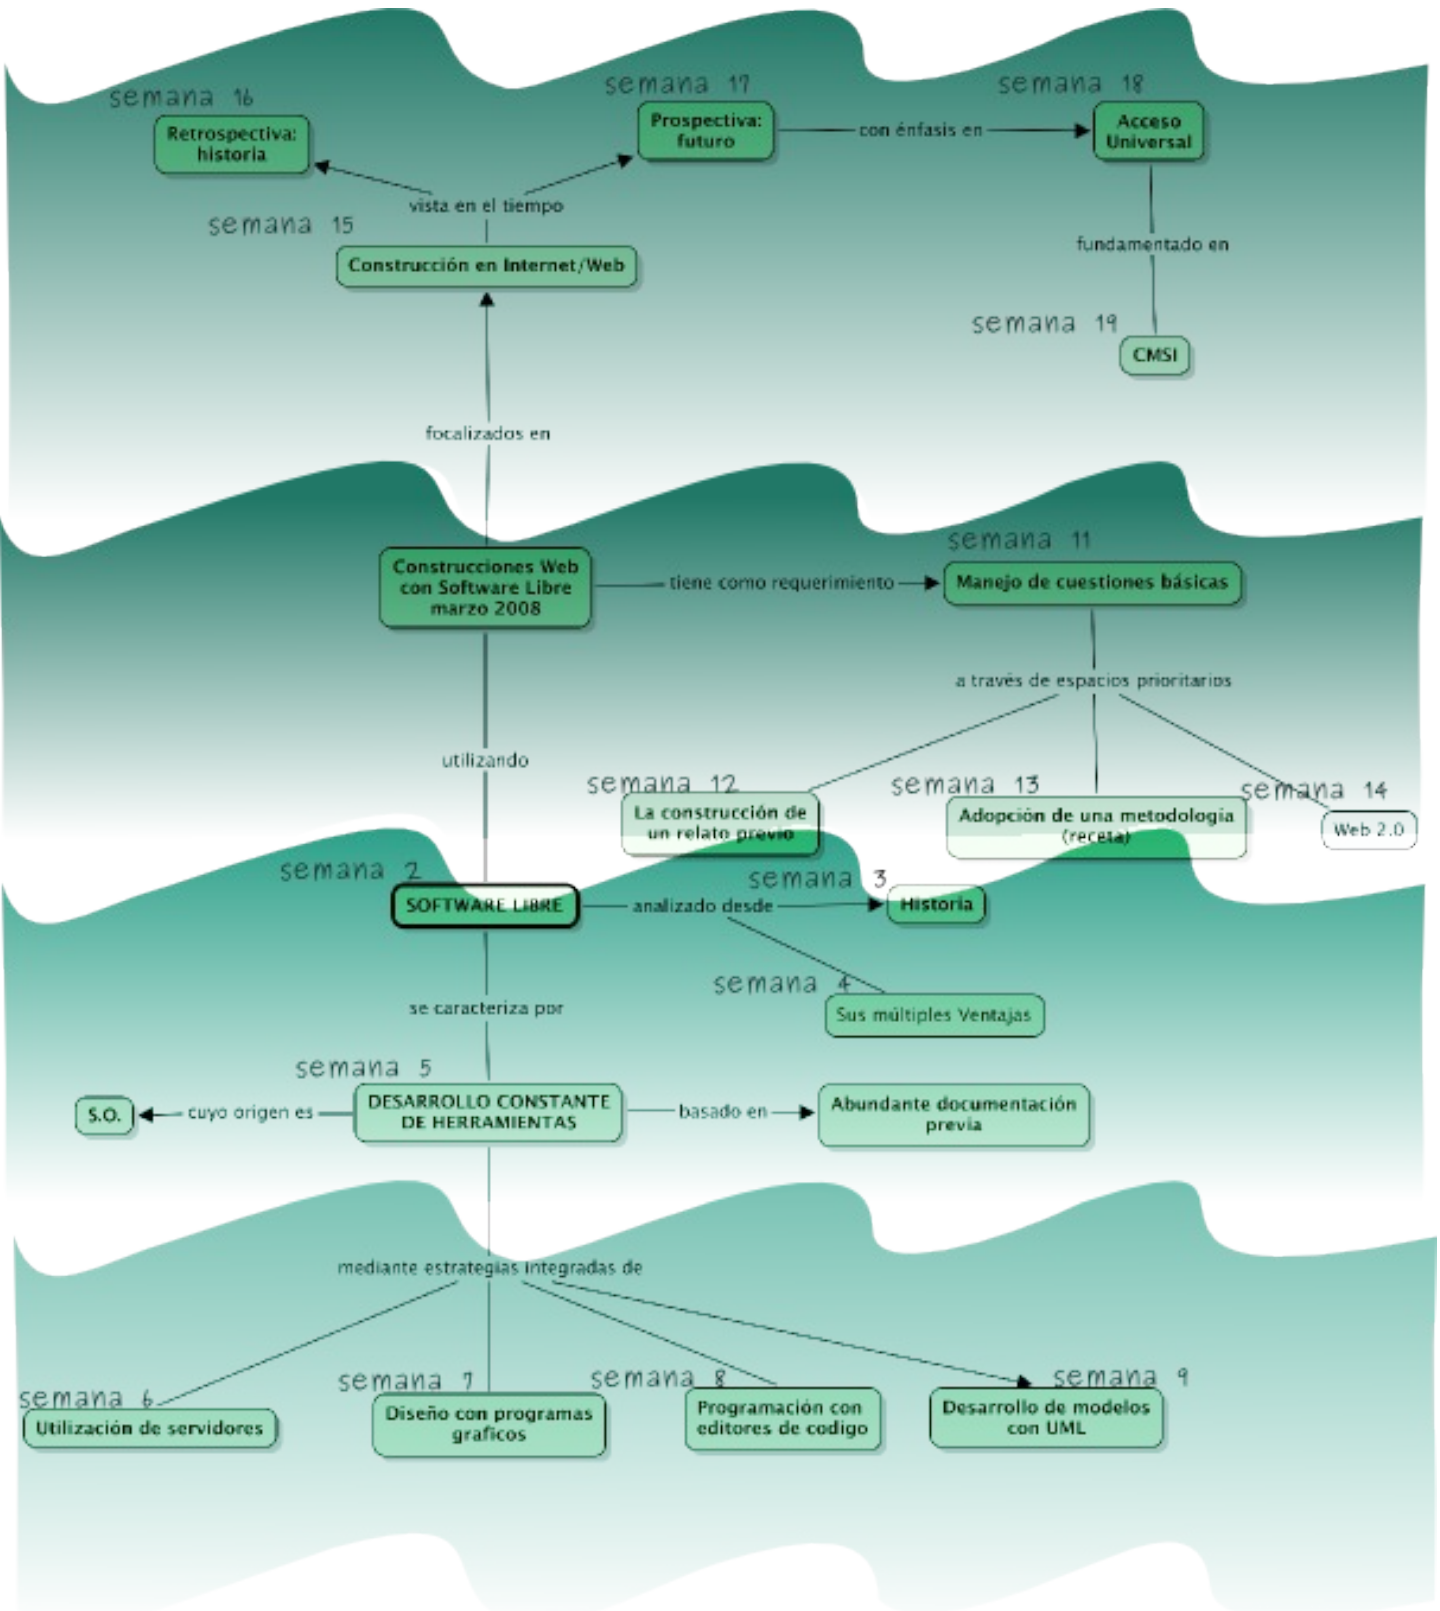 semana 16
Retrospectiva:
historia
semana 17
Prospectiva:
futuro
con énfasis en
semana 18
Acceso
Universal
vista en el tiempo
semana 15
Construcción en Internet/Web
fundamentado en
semana 19
CMSI
focalizados en
Construcciones Web
con Software Libre
marzo 2008
tiene como requerimiento
semana 11
Manejo de cuestiones básicas
a través de espacios prioritarios
utilizando
semana 12
La construcción de
un relato previo
semana 13
Adopción de una metodología
(receta)
semana 14
Web 2.0
semana 2
SOFTWARE LIBRE
analizado desde
semana 3
Historia
semana 4
Sus múltiples Ventajas
se caracteriza por
semana 5
DESARROLLO CONSTANTE
DE HERRAMIENTAS
cuyo origen es
S.O.
basado en
Abundante documentación
previa
mediante estrategias integradas de
semana 6
Utilización de servidores
semana 7
Diseño con programas
graficos
semana 8
Programación con
editores de codigo
semana 9
Desarrollo de modelos
con UML